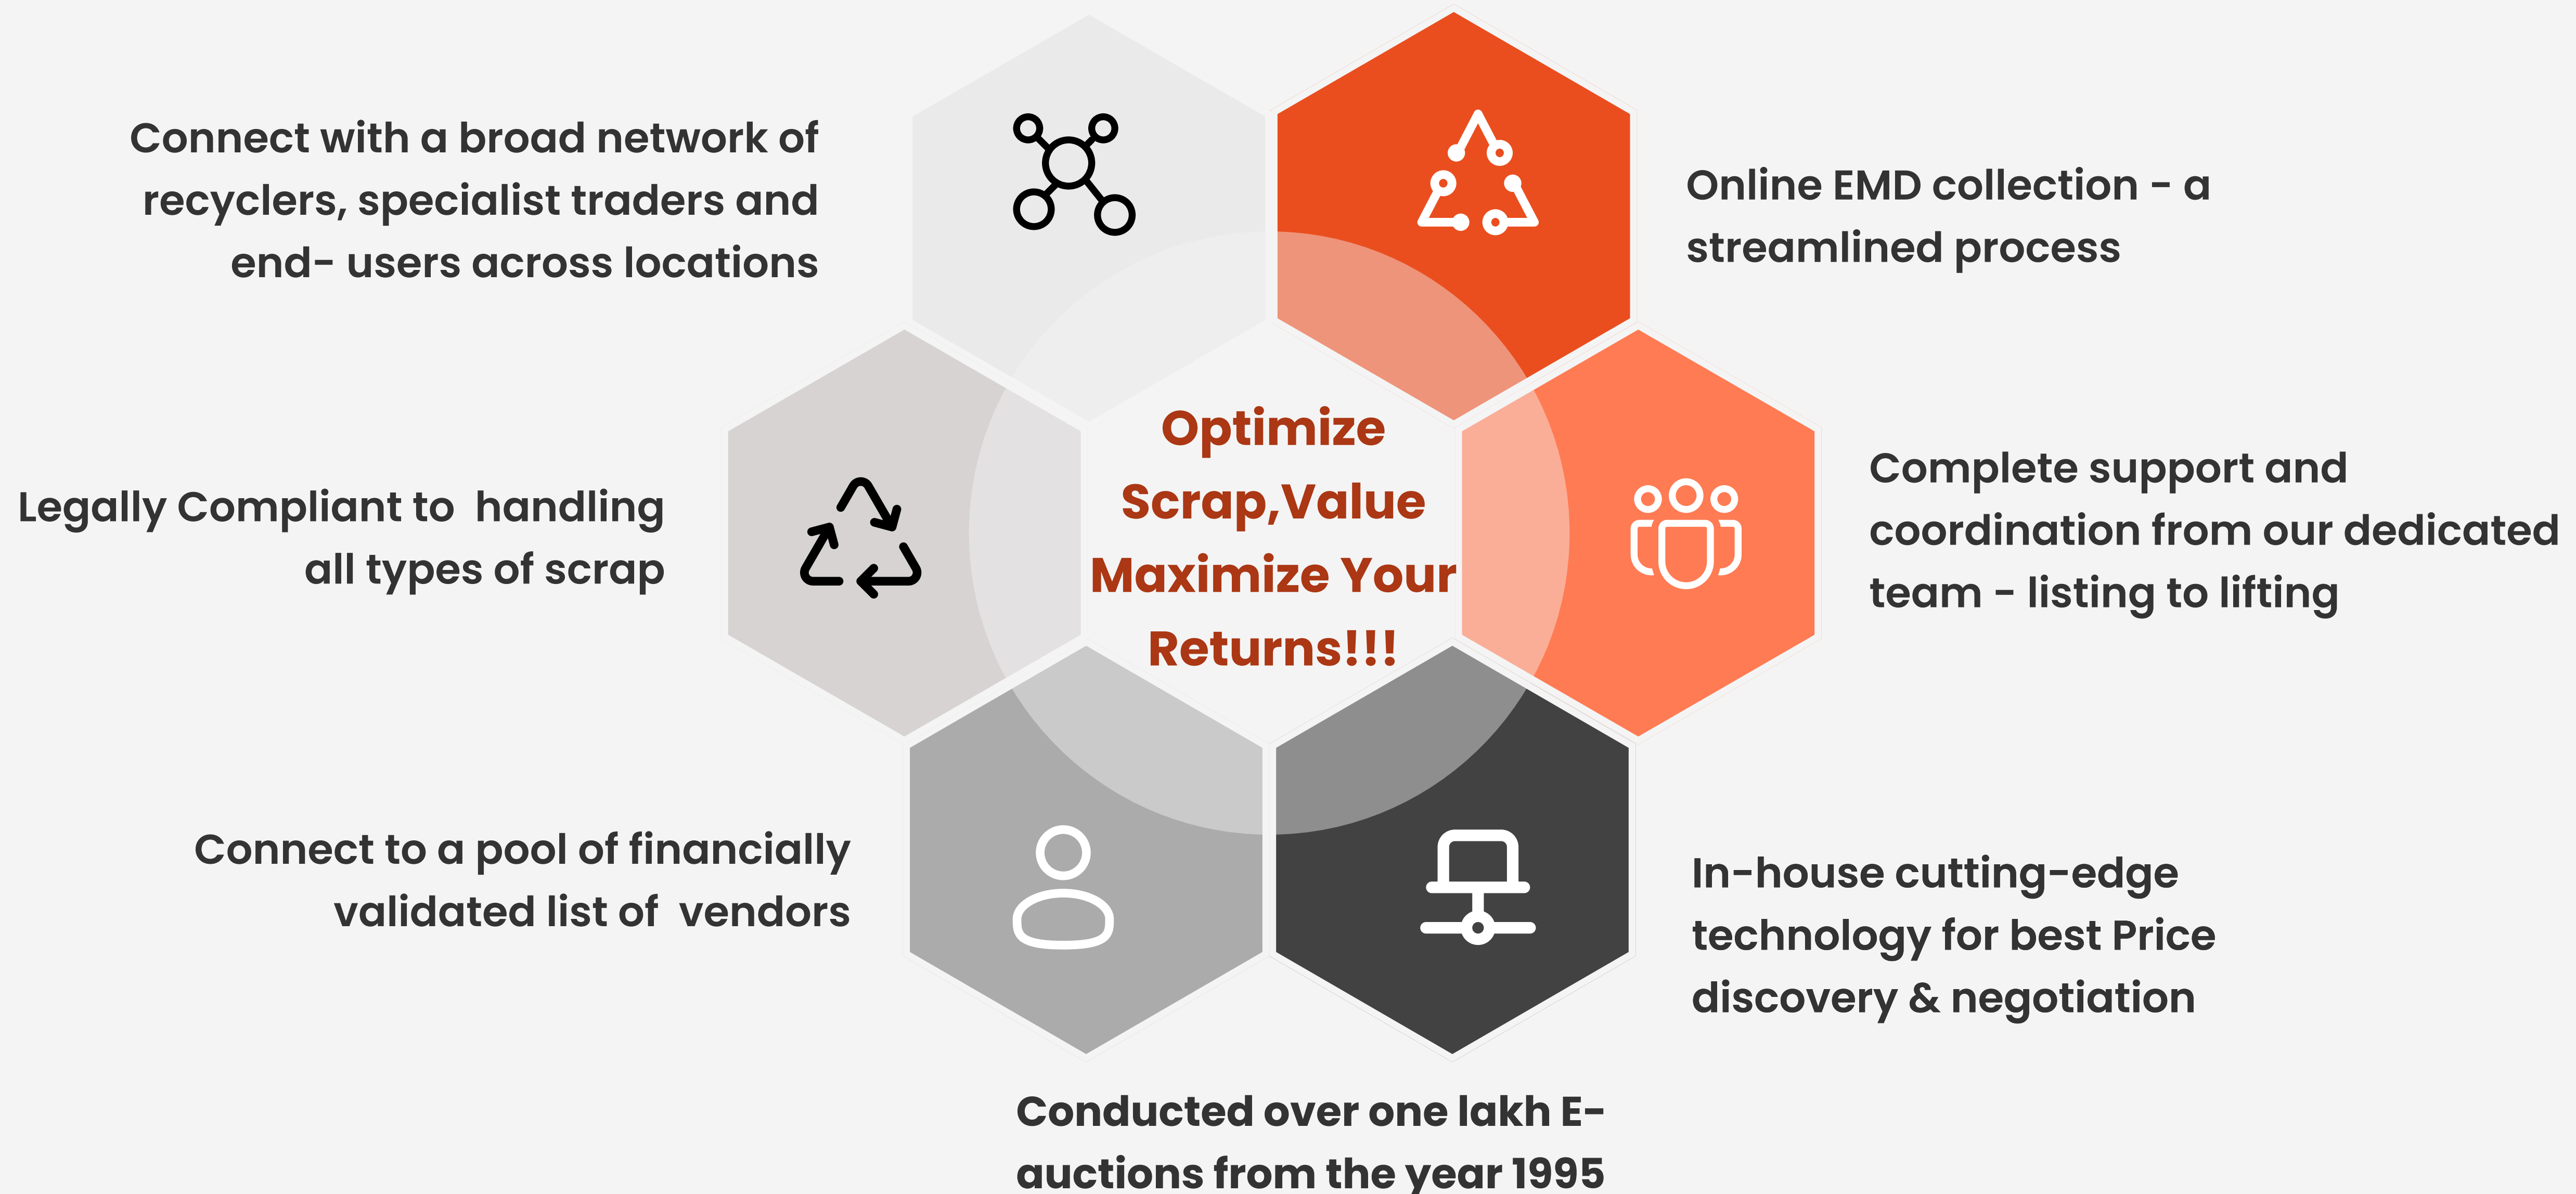 Connect with a broad network of
recyclers, specialist traders and
end- users across locations
Online EMD collection - a
streamlined process
Legally Compliant to  handling
all types of scrap
Optimize
Scrap,Value
Maximize Your
Returns!!!
Complete support and
coordination from our dedicated
team - listing to lifting
Connect to a pool of financially
validated list of  vendors
In-house cutting-edge
technology for best Price
discovery & negotiation
Conducted over one lakh E-
auctions from the year 1995